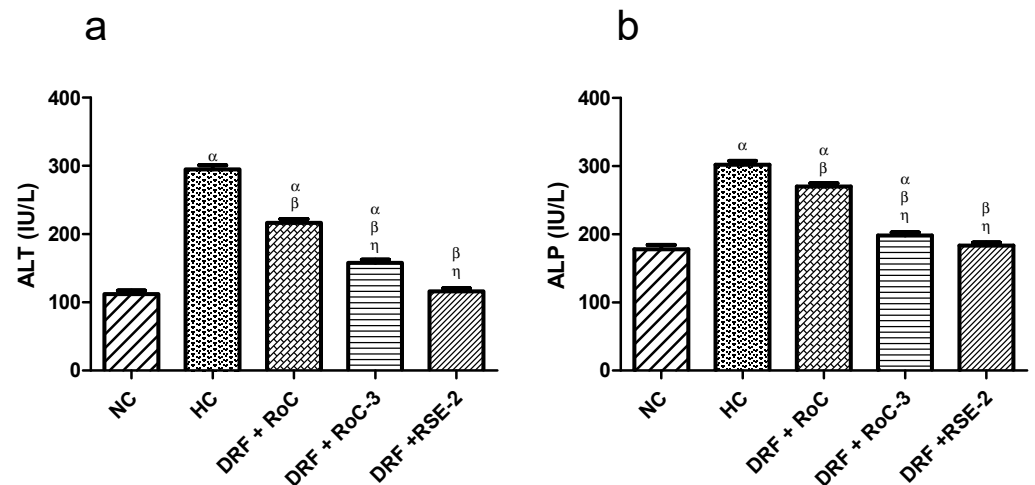 a
ALT (IU/L)
400
300
200
100
0
α
α
β
α
β
η
β
η
NC
HC
DRF + RoC
DRF + RoC-3
DRF +RSE-2
b
ALP (IU/L)
400
300
200
100
0
α
α
β
α
β
η
β
η
NC
HC
DRF + RoC
DRF + RoC-3
DRF +RSE-2